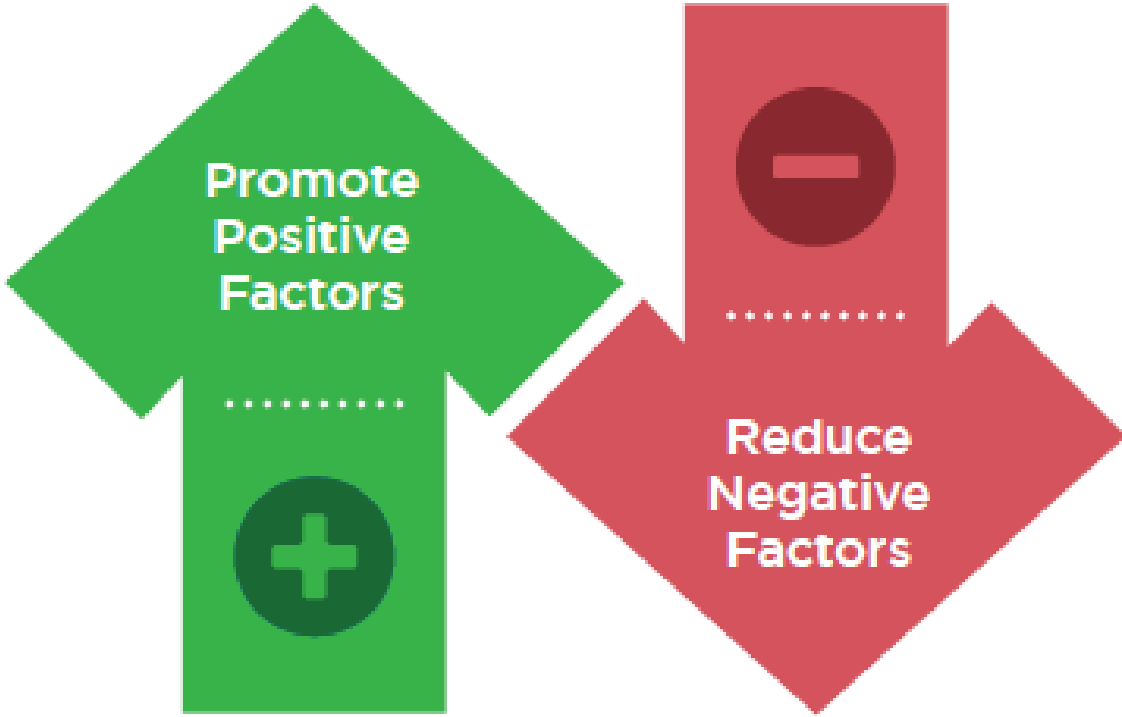 Promote
Positive
Factors
Reduce
Negative
Factors